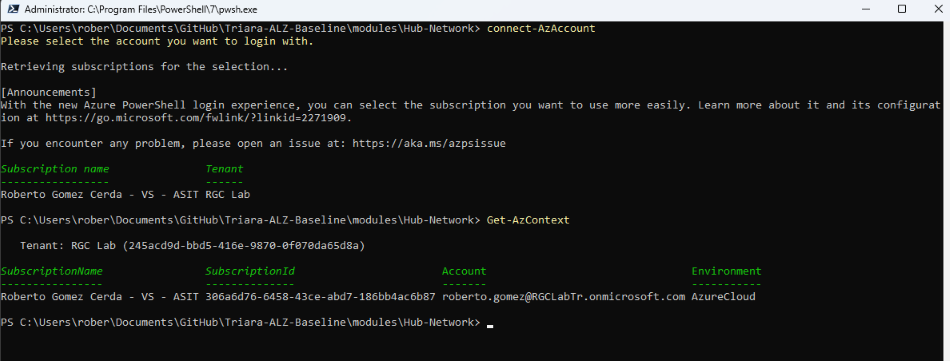 Administrator: C:\Program Files\PowerShell\7\pwsh.exe
PS C:\Users\rober\Documents\GitHub\Triara-ALZ-Baseline\modules\Hub-Network> connect-AzAccount
Please select the account you want to login with.
Retrieving subscriptions for the selection...
[Announcements]
With the new Azure PowerShell login experience, you can select the subscription you want to use more easily. Learn more about it and its configurat
ion at https://go.microsoft.com/fwlink/?linkid=2271909.
If you encounter any problem, please open an issue at: https://aka.ms/azpsissue
Subscription name Tenant
----------------- ------
Roberto Gomez Cerda - VS - ASIT RGC Lab
PS C:\Users\rober\Documents\GitHub\Triara-ALZ-Baseline\modules\Hub-Network> Get-AzContext
Tenant: RGC Lab (245acd9d-bbd5-416e-9870-0f070da65d8a)
SubscriptionName SubscriptionId Account Environment
---------------- -------------- ------- -----------
Roberto Gomez Cerda - VS - ASIT 306a6d76-6458-43ce-abd7-186bb4ac6b87 roberto.gomez@RGCLabTr.onmicrosoft.com AzureCloud
PS C:\Users\rober\Documents\GitHub\Triara-ALZ-Baseline\modules\Hub-Network>